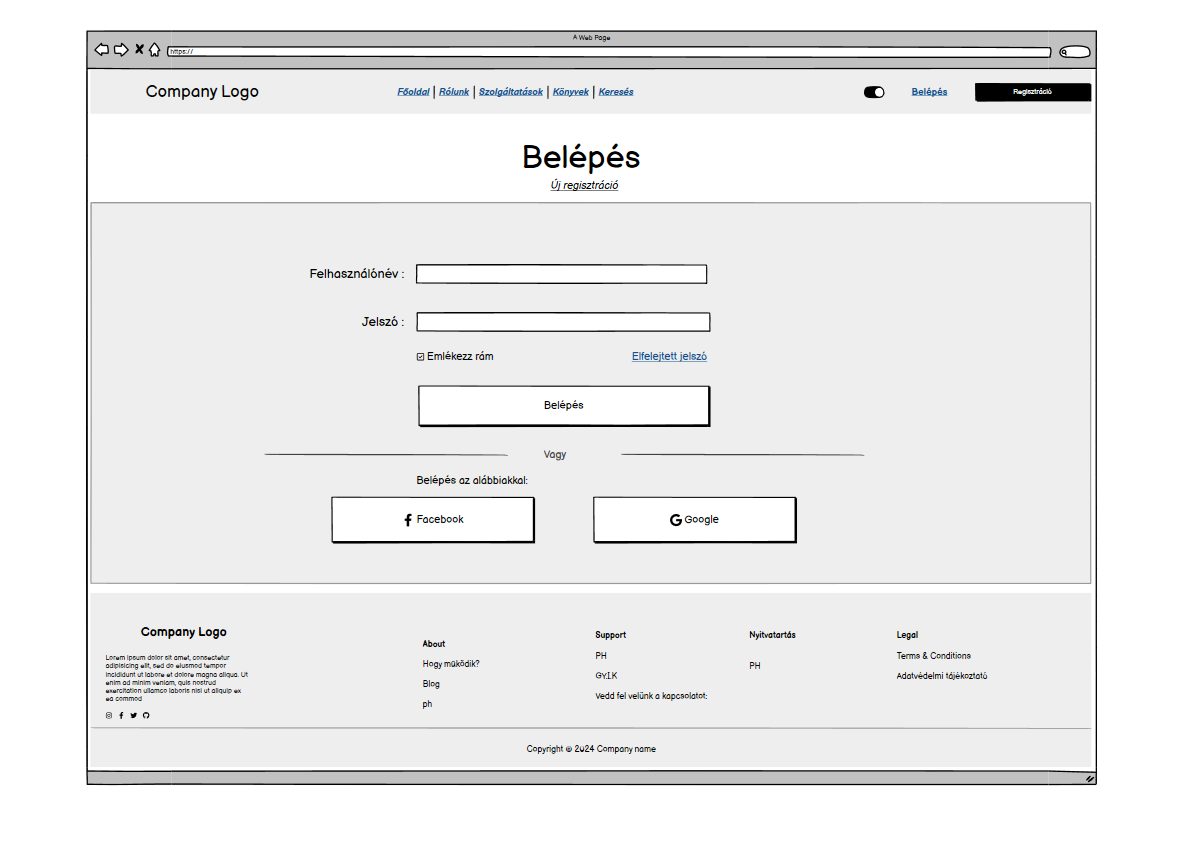 A Web Page
https://
Company Logo
Főoldal | Rólunk | Szolgáltatások | Könyvek | Keresés
Belépés
Regisztráció
Belépés
Új regisztráció
Felhasználónév :
Jelszó :
Emlékezz rám
Elfelejtett jelszó
Belépés
Vagy
Belépés az alábbiakkal:
Facebook
Google
Company Logo
Lorem ipsum dolor sit amet, consectetur
adipisicing elit, sed do eiusmod tempor
incididunt ut labore et dolore magna aliqua. Ut
enim ad minim veniam, quis nostrud
exercitation ullamco laboris nisi ut aliquip ex
ea commod
About
Hogy működik?
Blog
ph
Support
PH
GY.I.K
Vedd fel velünk a kapcsolatot:
Nyitvatartás
PH
Legal
Terms & Conditions
Adatvédelmi tájékoztató
Copyright © 2024 Company name